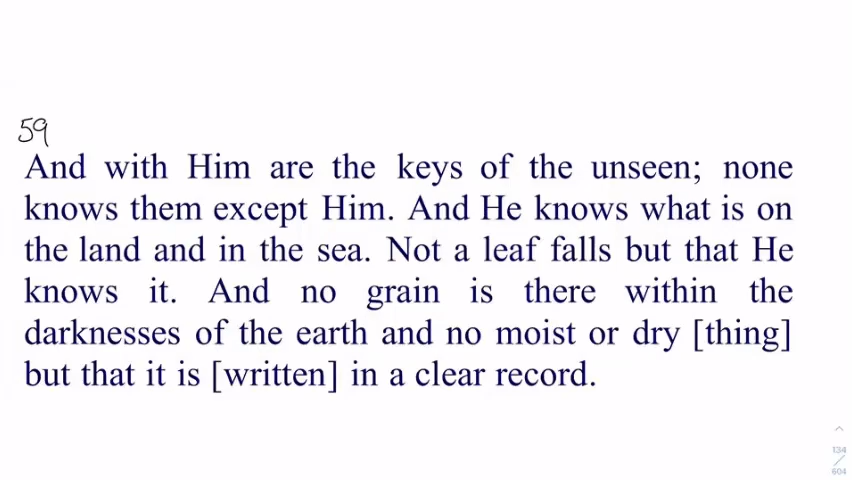 59
And with Him are the keys of the unseen; none
knows them except Him. And He knows what is on
the land and in the sea. Not a leaf falls but that He
knows it. And no grain is there within the
darknesses of the earth and no moist or dry [thing]
but that it is [written] in a clear record.
134
/
604